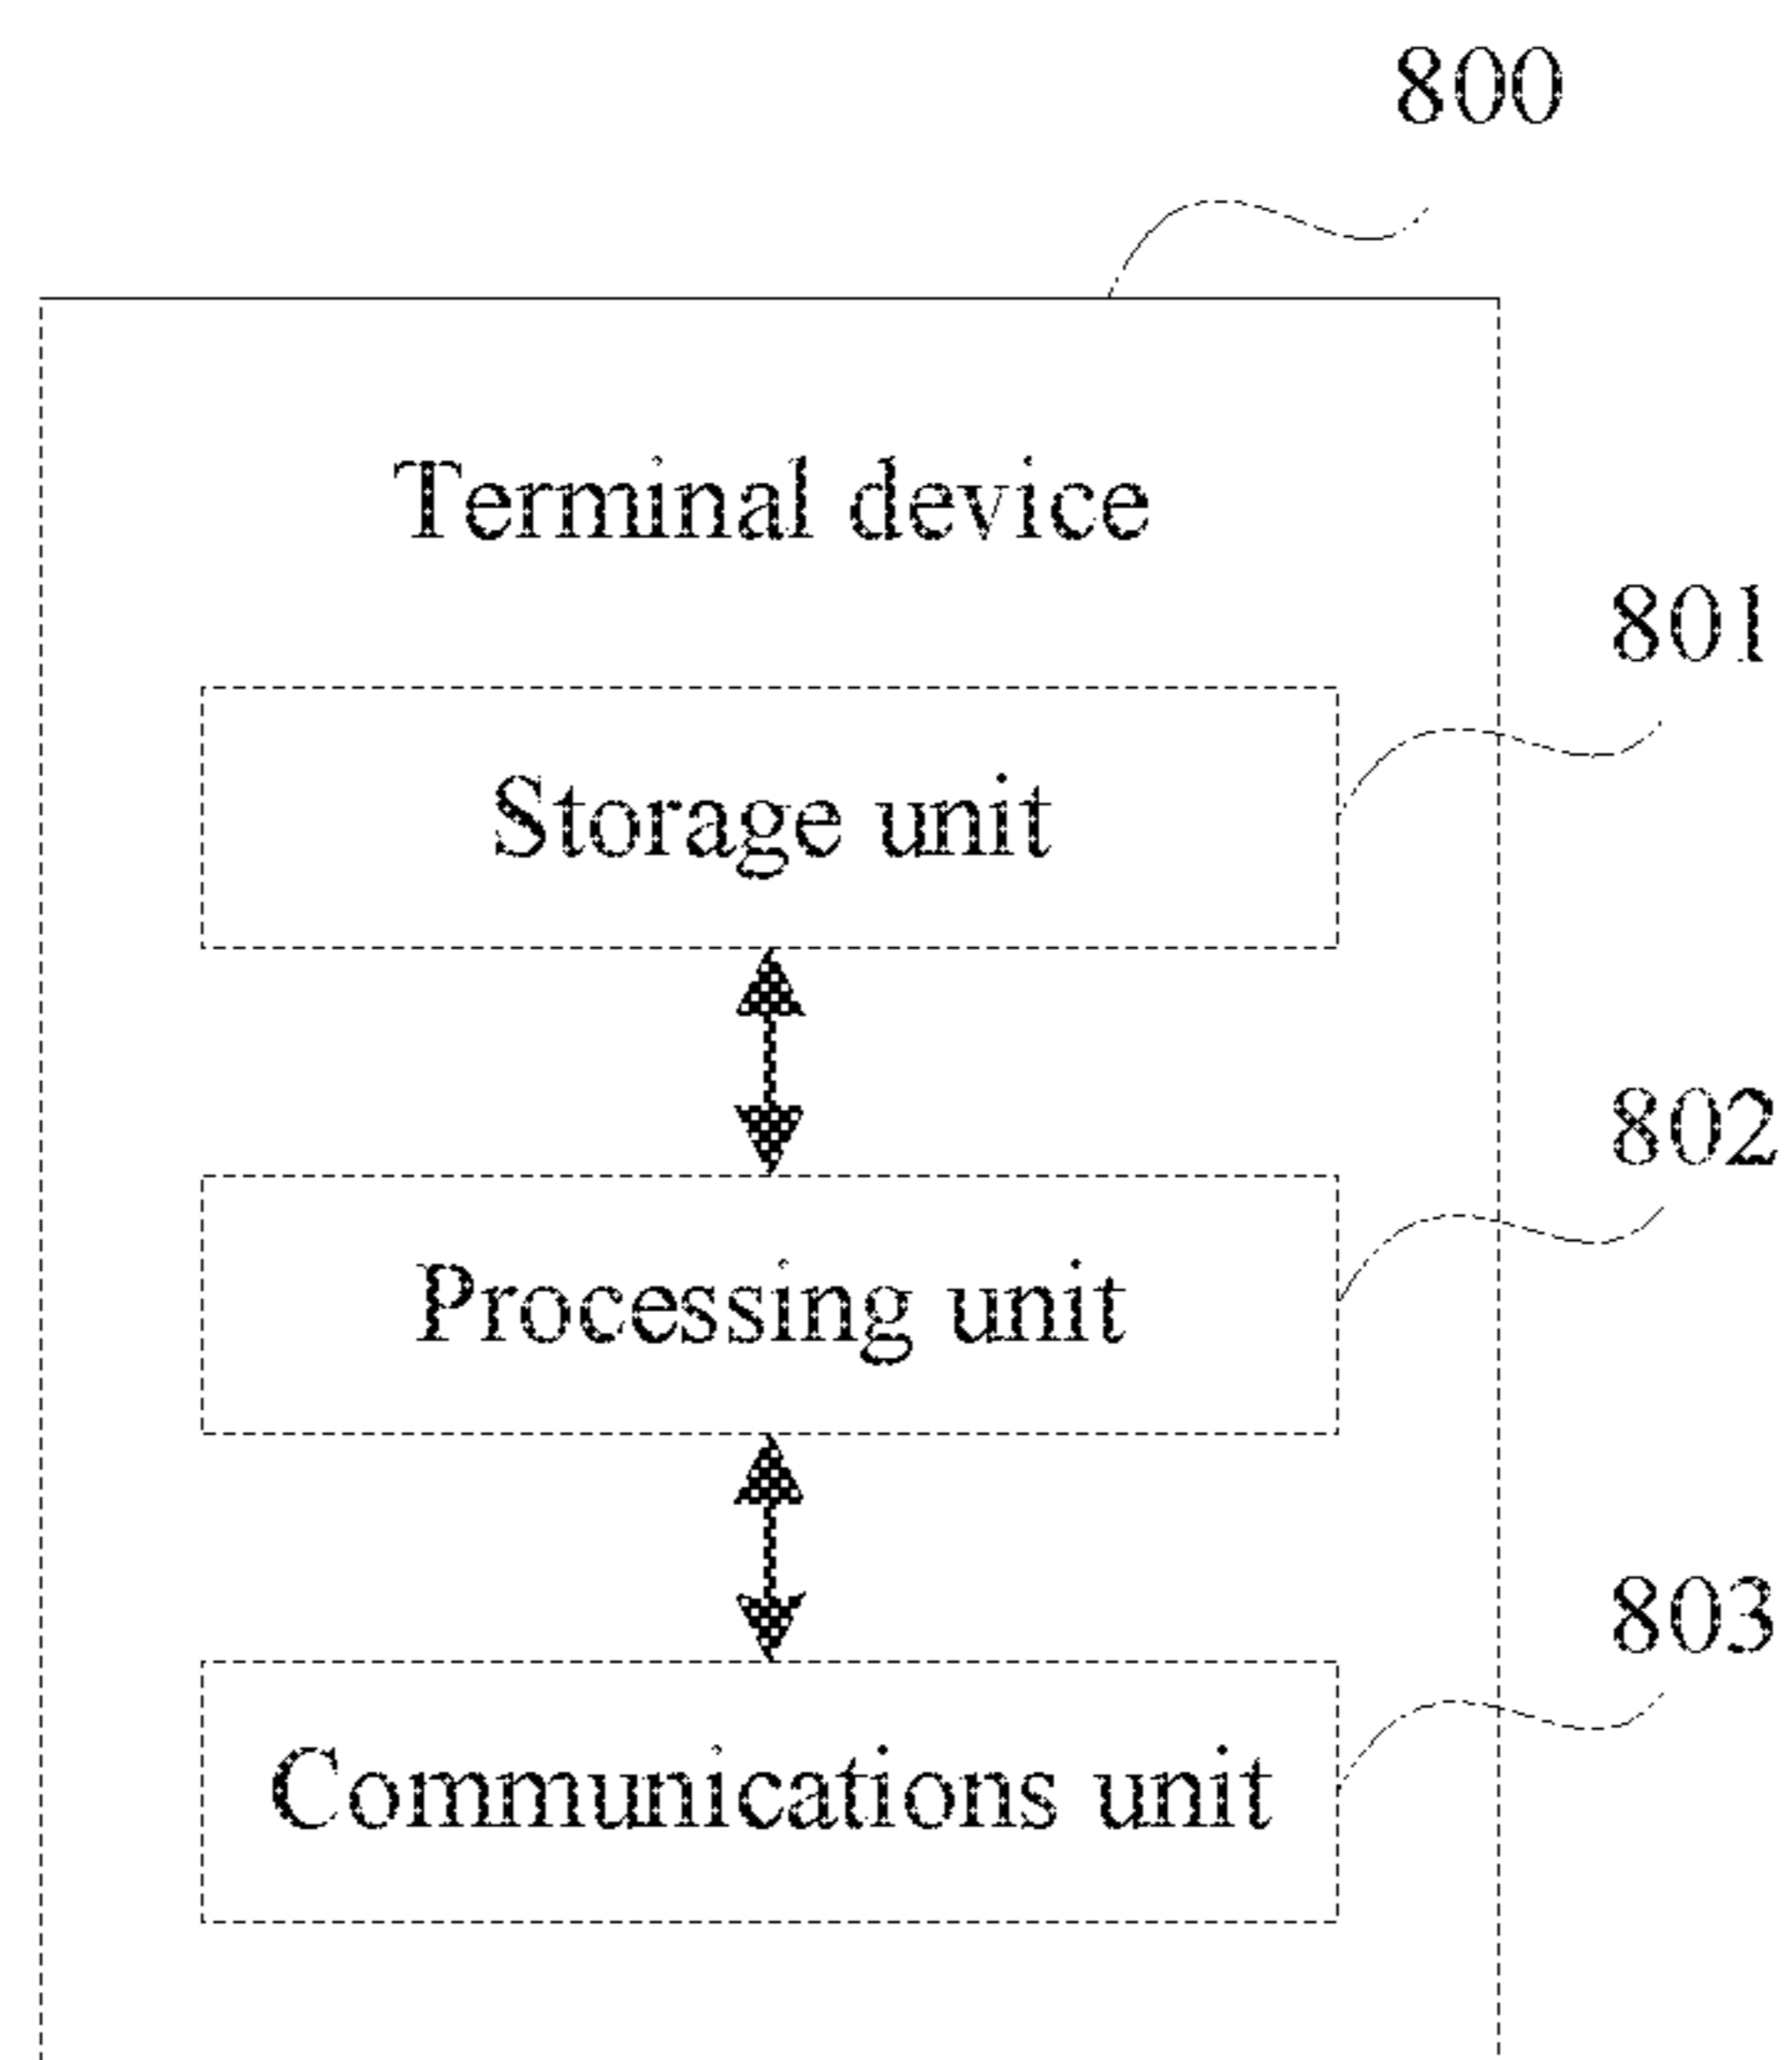 800
Terminal device
801
Storage unit
802
Processing unit
803
Communications unit